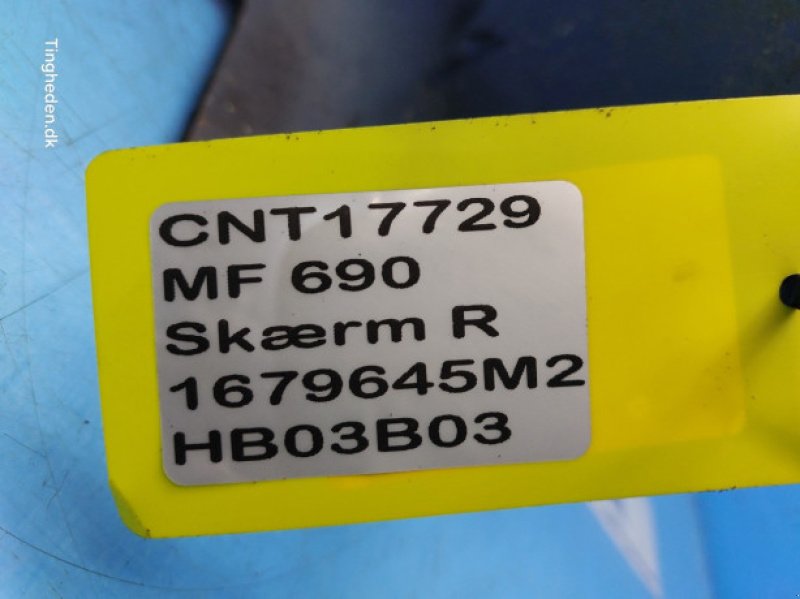 Tingheden.dk
CNT17729
MF 690
Skærm R
1679645M2
HB03B03